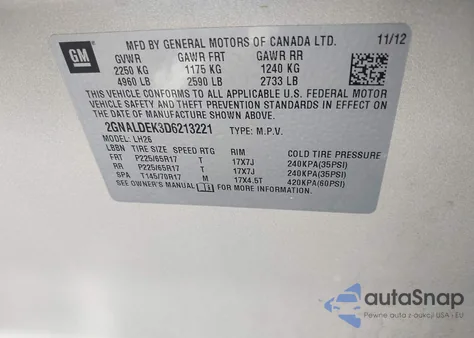 GM
MFD BY GENERAL MOTORS OF CANADA LTD. 11/12
GVWR GAWR FRT GAWR RR
2250 KG 1175 KG 1240 KG
4960 LB 2590 LB 2733 LB
THIS VEHICLE CONFORMS TO ALL APPLICABLE U.S. FEDERAL MOTOR
VEHICLE SAFETY, BUMPER, AND THEFT PREVENTION STANDARDS IN EFFECT ON
THE DATE OF MANUFACTURE SHOWN ABOVE.
2GNALDEK3D6213221 TYPE: M.P.V.
MODEL: LH26
L8BN TIRE SIZE SPEED RTG RIM COLD TIRE PRESSURE
FRT P225/65R17 T 17X7J 240KPA(35PSI)
RR P225/65R17 T 17X7J 240KPA(35PSI)
SPA T145/70R17 M 17X4.5T 420KPA(60PSI)
SEE OWNER'S MANUAL FOR MORE INFORMATION.
autoSnap
Pewne auta z aukcji USA i EU